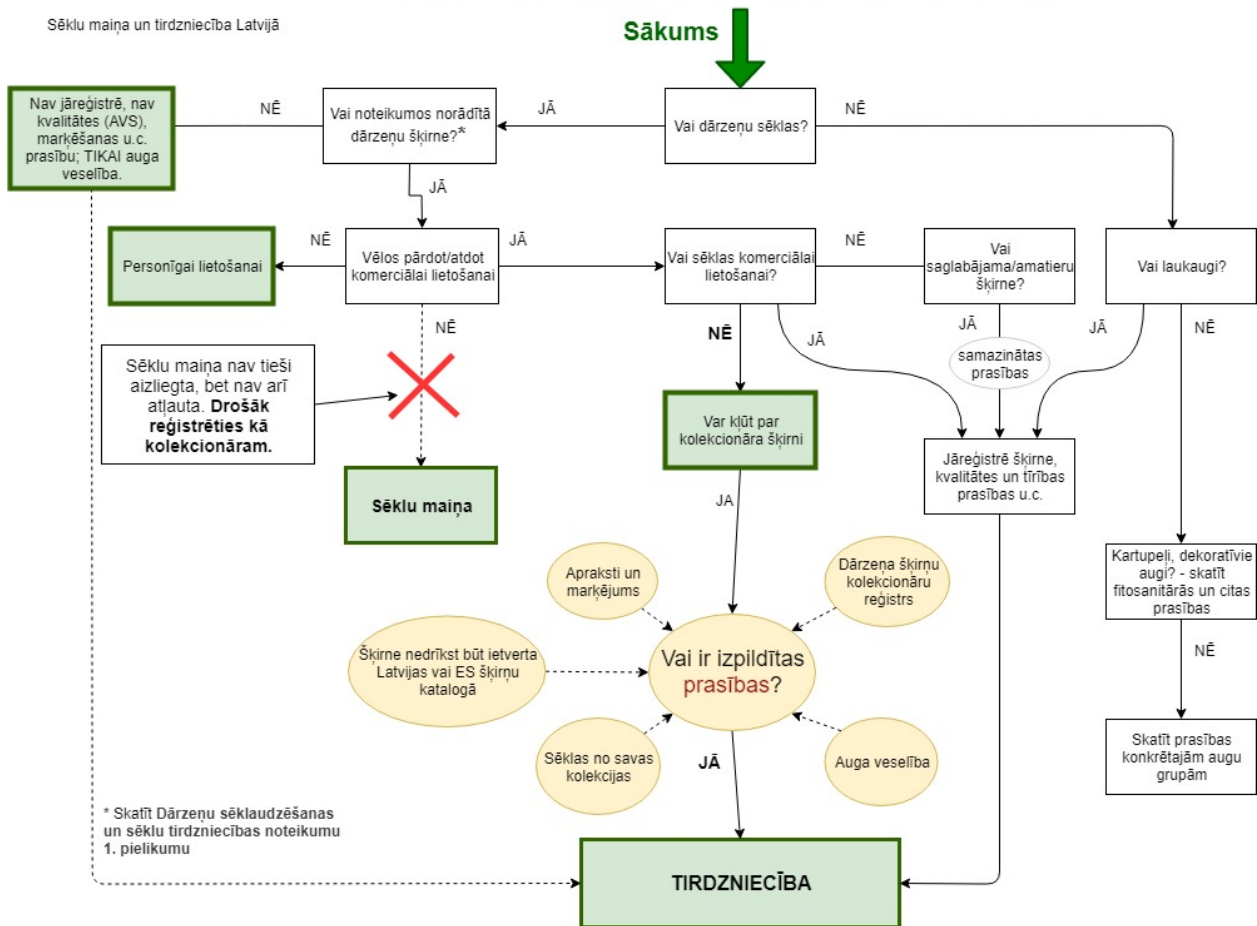 Sēklu maiņa un tirdzniecība Latvijā
Sākums
Nav jāreģistrē, nav
kvalitātes (AVS),
marķēšanas u.c.
prasību; TIKAI auga
veselība.
NĒ
Vai noteikumos norādītā
dārzeņu šķirne?*
JĀ
Vai dārzeņu sēklas?
NĒ
JĀ
Personīgai lietošanai
NĒ
Vēlos pārdot/atdot
komerciālai lietošanai
JĀ
Vai sēklas komerciālai
lietošanai?
NĒ
Vai
saglabājama/amatieru
šķirne?
Vai laukaugi?
NĒ
NĒ
JĀ
JĀ
JĀ
NĒ
samazinātas
prasības
Sēklu maiņa nav tieši
aizliegta, bet nav arī
atļauta. Drošāk
reģistrēties kā
kolekcionāram.
Var kļūt par
kolekcionāra šķirni
Jāreģistrē šķirne,
kvalitātes un tīrības
prasības u.c.
Sēklu maiņa
JA
Kartupeļi, dekoratīvie
augi? - skatīt
fitosanitārās un citas
prasības
Apraksti un
marķējums
Dārzeņa šķirņu
kolekcionāru
reģistrs
Šķirne nedrīkst būt ietverta
Latvijas vai ES šķirņu
katalogā
Vai ir izpildītas
prasības?
NĒ
Sēklas no savas
kolekcijas
JĀ
Auga veselība
Skatīt prasības
konkrētajām augu
grupām
* Skatīt Dārzeņu sēklaudzēšanas
un sēklu tirdzniecības noteikumu
1. pielikumu
TIRDZNIECĪBA